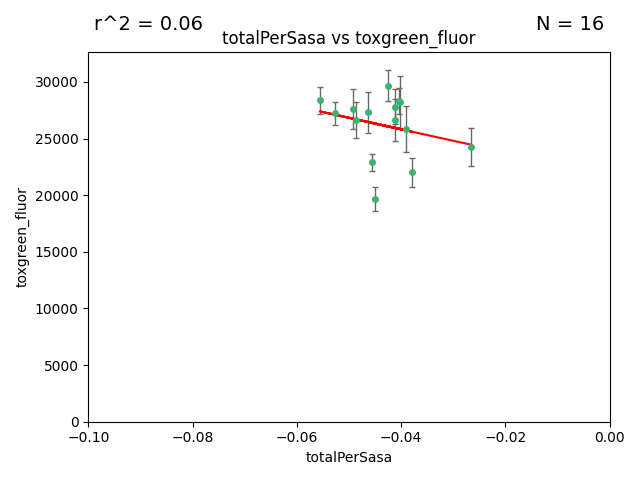 r^2 = 0.06
N = 16
totalPerSasa vs toxgreen_fluor
30000
25000
20000
15000
10000
5000
0
toxgreen_fluor
−0.10
−0.08
−0.06
−0.04
−0.02
0.00
totalPerSasa